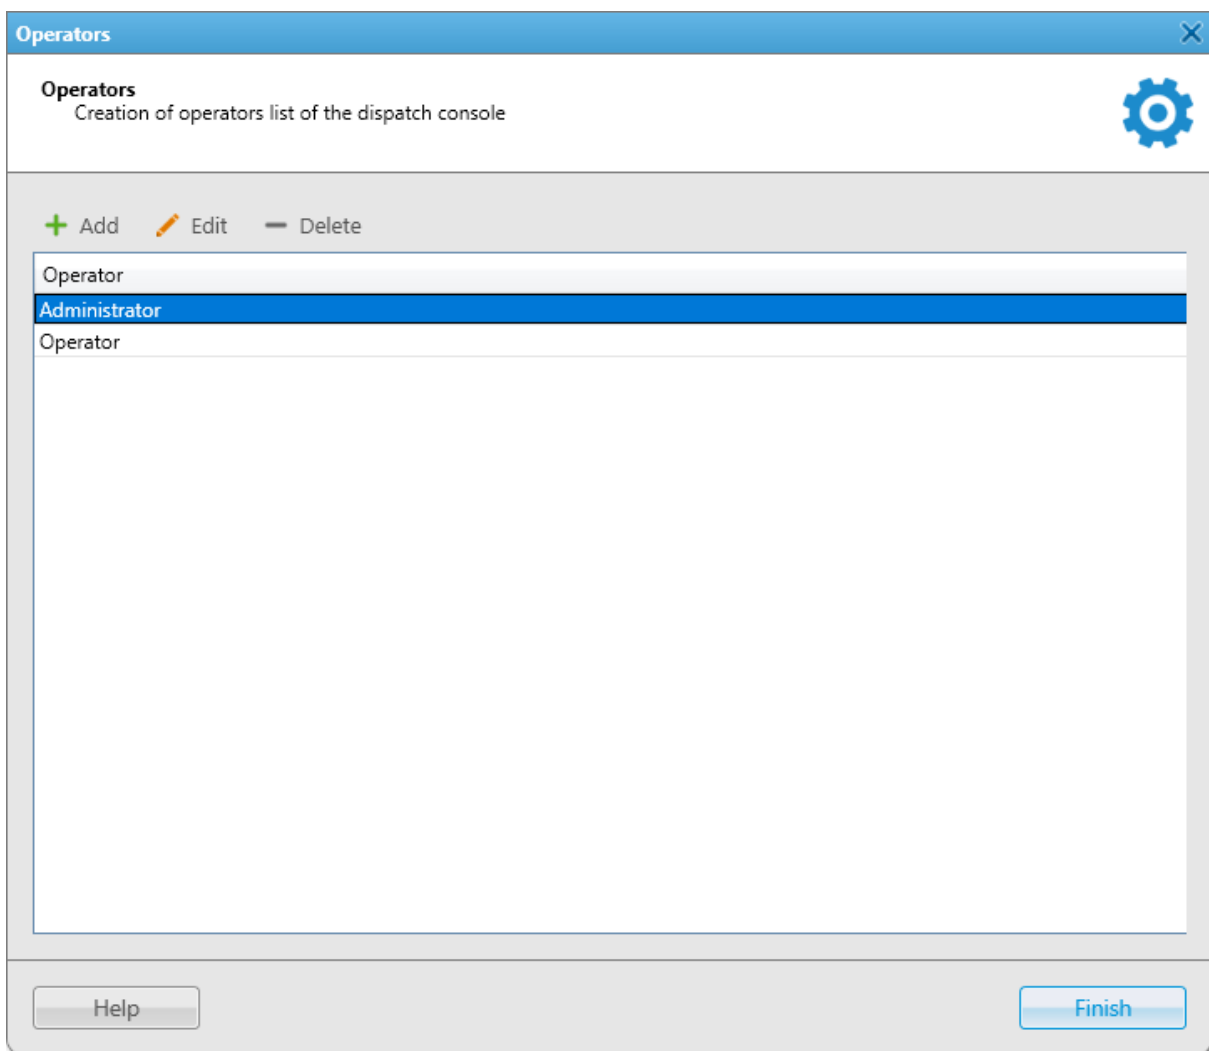 Operators
Operators
Creation of operators list of the dispatch console
Add Edit Delete
Operator
Administrator
Operator
Help Finish